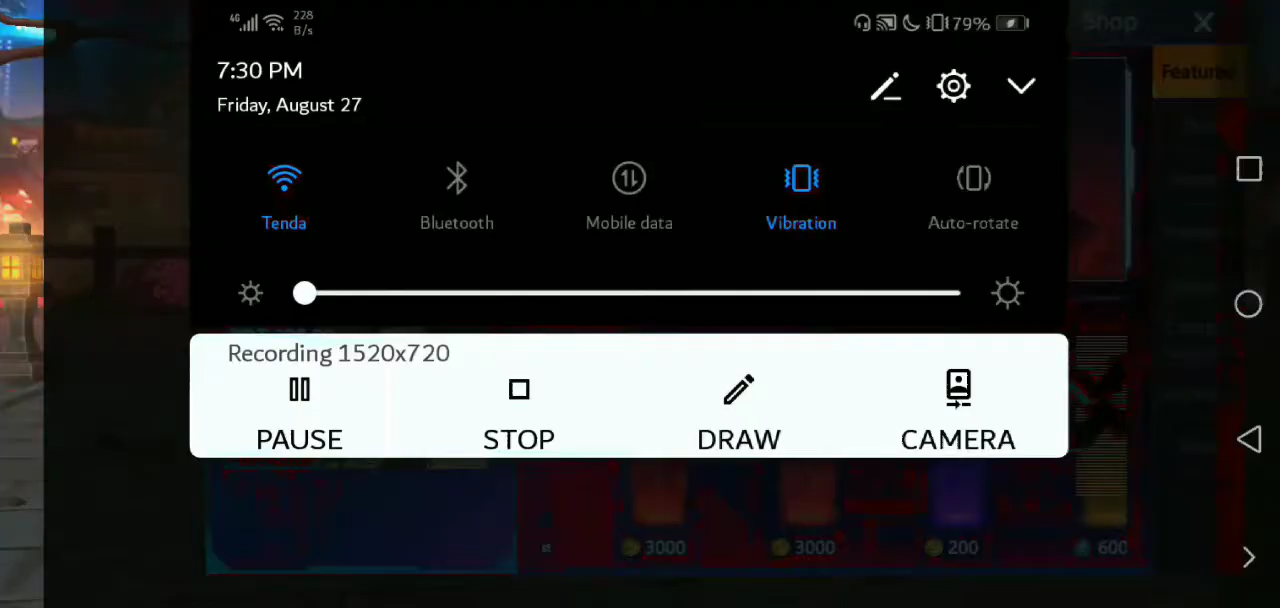 4G 228 B/s 79%
Shop
7:30 PM
Friday, August 27
Tenda Bluetooth Mobile data Vibration Auto-rotate
Recording 1520x720
PAUSE STOP DRAW CAMERA
3000 3000 200 600